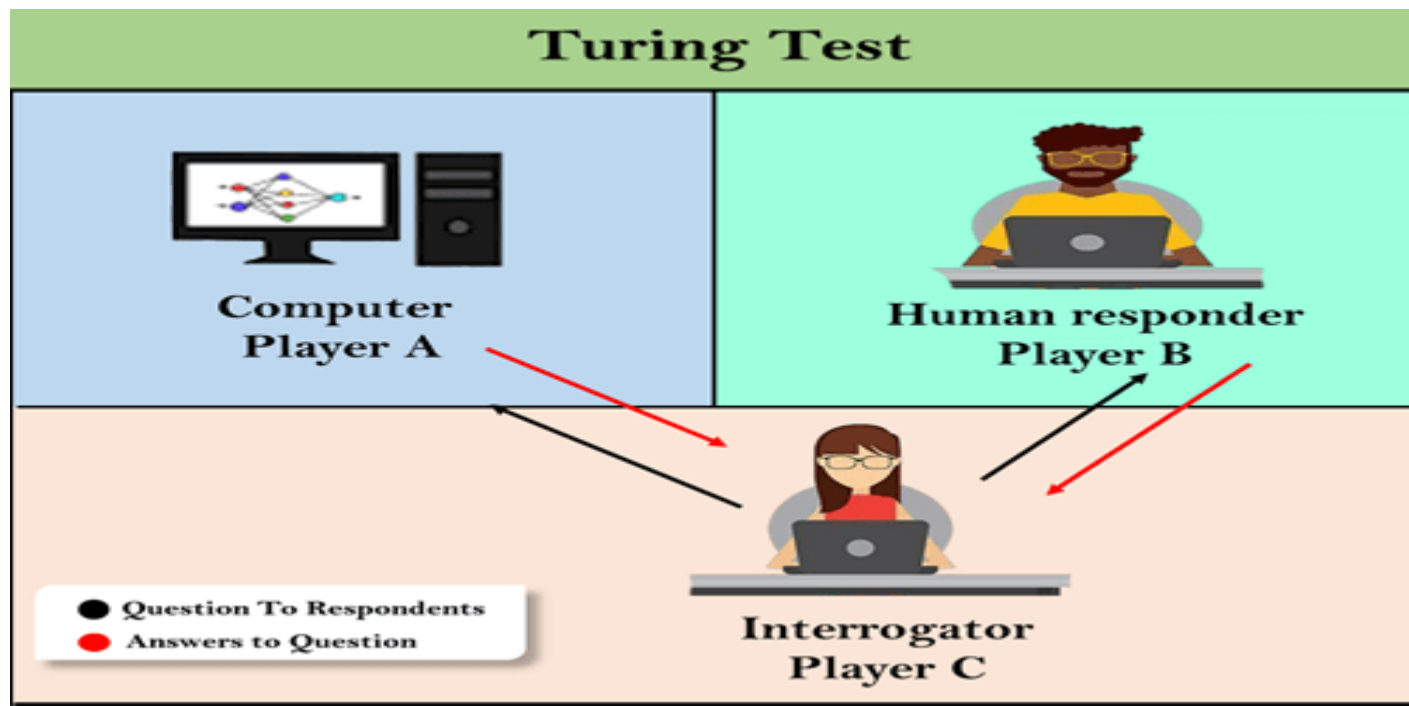 Turing Test
Computer
Player A
Human responder
Player B
Question To Respondents
Answers to Question
Interrogator
Player C